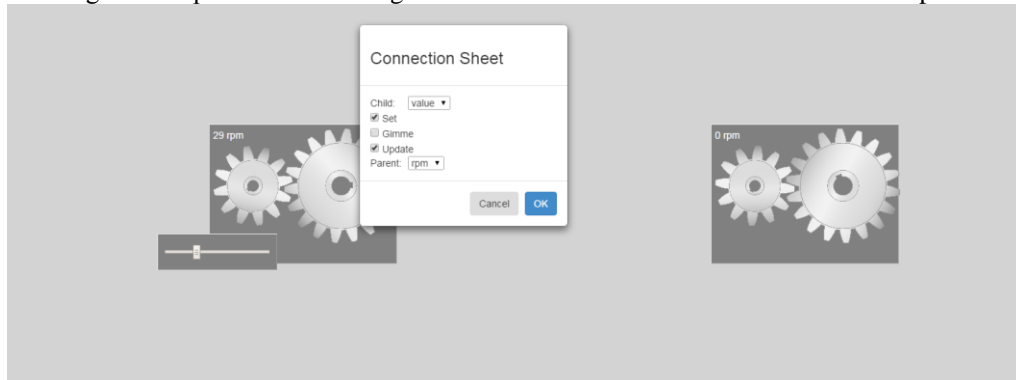 Connection Sheet
Child: value
Set
Gimme
Update
Parent: rpm
Cancel OK
29 rpm
0 rpm